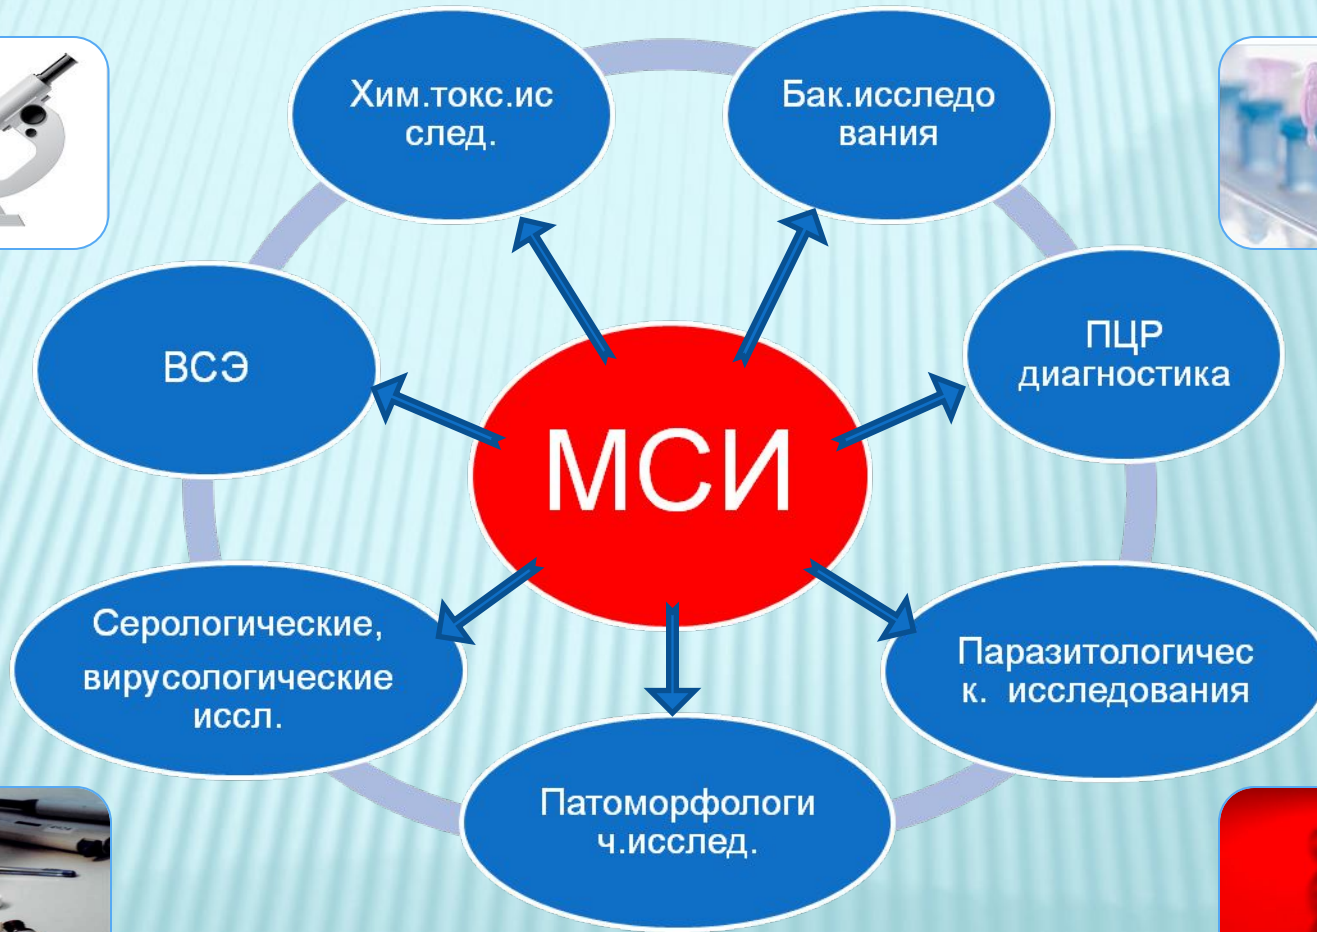 Хим.токс.ис
след.
Бак.исследо
вания
ВСЭ
ПЦР
диагностика
МСИ
Серологические,
вирусологические
иссл.
Паразитологичес
к. исследования
Патоморфологи
ч.исслед.